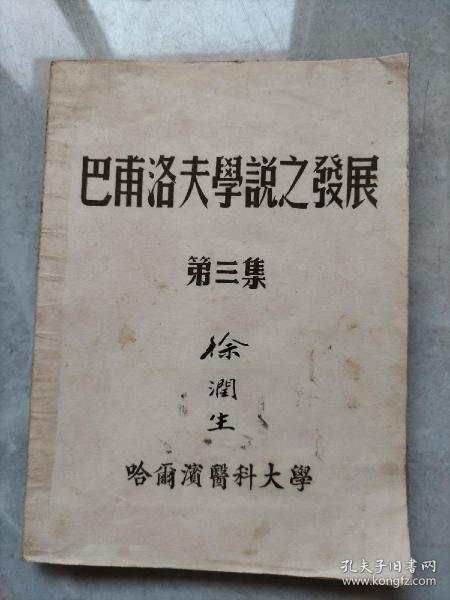 巴甫洛夫學説之發展
第三集
徐
潤
生
哈爾濱醫科大學
孔夫子旧书网
www.kongfz.com